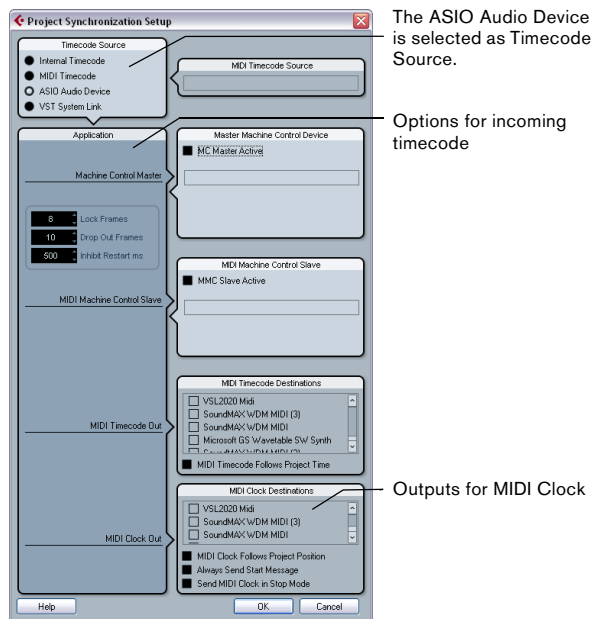 Project Synchronization Setup
The ASIO Audio Device
is selected as Timecode
Source.
Timecode Source
Internal Timecode
MIDI Timecode
ASIO Audio Device
VST System Link
MIDI Timecode Source
Options for incoming
timecode
Application
Machine Control Master
8 Lock Frames
10 Drop Out Frames
500 Inhibit Restart ms
MIDI Machine Control Slave
MIDI Timecode Out
MIDI Clock Out
Master Machine Control Device
MC Master Active
MIDI Machine Control Slave
MMC Slave Active
MIDI Timecode Destinations
VSL2020 Midi
SoundMAX WDM MIDI (3)
SoundMAX WDM MIDI
Microsoft GS Wavetable SW Synth
SoundMAX WDM MIDI (2)
MIDI Timecode Follows Project Time
MIDI Clock Destinations
VSL2020 Midi
SoundMAX WDM MIDI (3)
SoundMAX WDM MIDI
MIDI Clock Follows Project Position
Always Send Start Message
Send MIDI Clock in Stop Mode
Outputs for MIDI Clock
Help
OK
Cancel